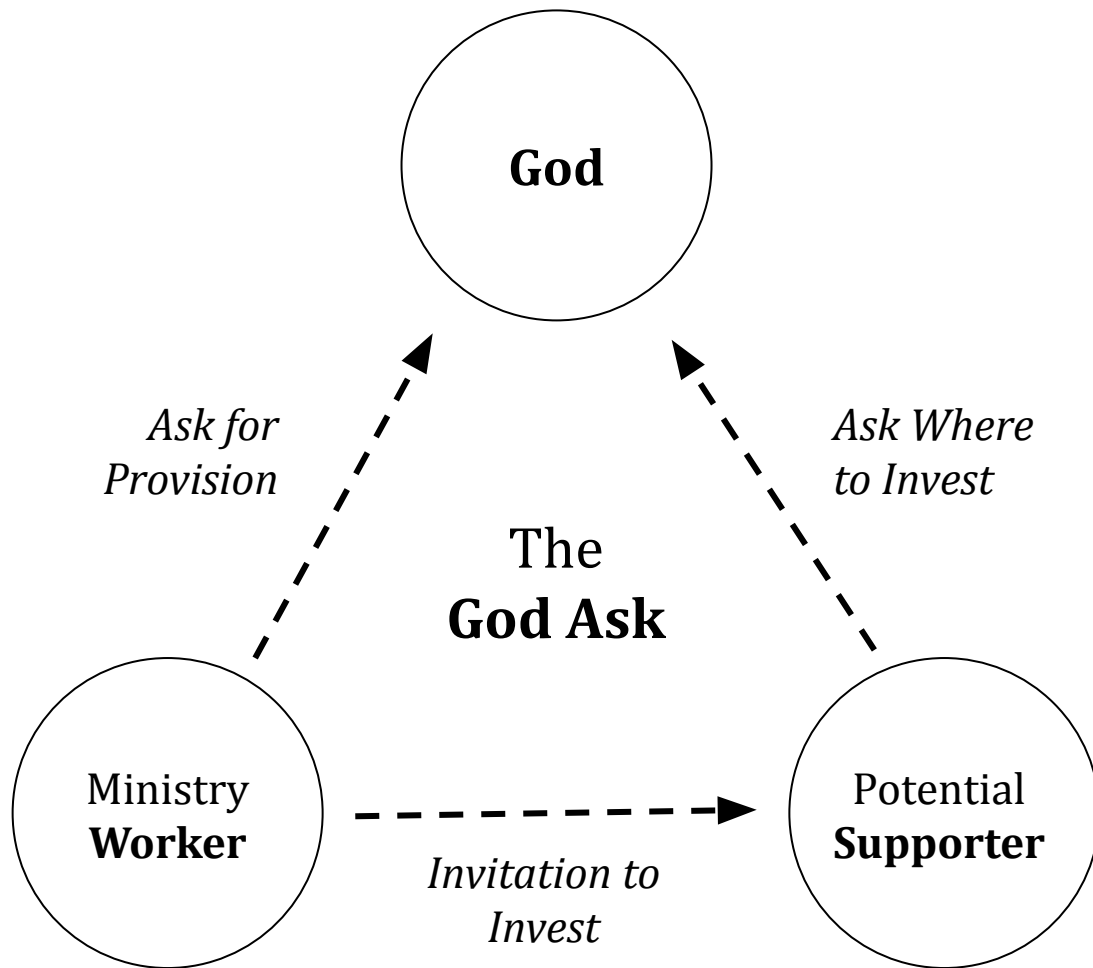 God
Ask for
Provision
Ask Where
to Invest
The
God Ask
Ministry
Worker
Invitation to
Invest
Potential
Supporter